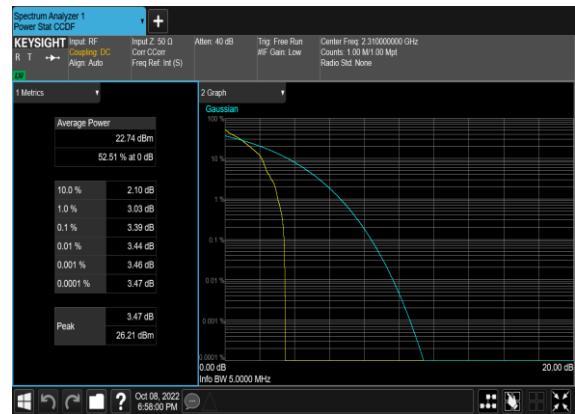 Spectrum Analyzer 1
Power Stat CCDF
+
KEYSIGHT
R T
LXI
Input: RF
Coupling: DC
Align: Auto
Input Z: 50 Ω
Corr CCorr
Freq Ref: Int (S)
Atten: 40 dB
Trig: Free Run
#IF Gain: Low
Center Freq: 2.310000000 GHz
Counts: 1.00 M/1.00 Mpt
Radio Std: None
1 Metrics
Average Power
22.74 dBm
52.51 % at 0 dB
10.0 % 2.10 dB
1.0 % 3.03 dB
0.1 % 3.39 dB
0.01 % 3.44 dB
0.001 % 3.46 dB
0.0001 % 3.47 dB
Peak
3.47 dB
26.21 dBm
2 Graph
Gaussian
100 %
10 %
1 %
0.1 %
0.01 %
0.001 %
0.0001 %
0.00 dB
20.00 dB
Info BW 5.0000 MHz
?
Oct 08, 2022
6:58:00 PM